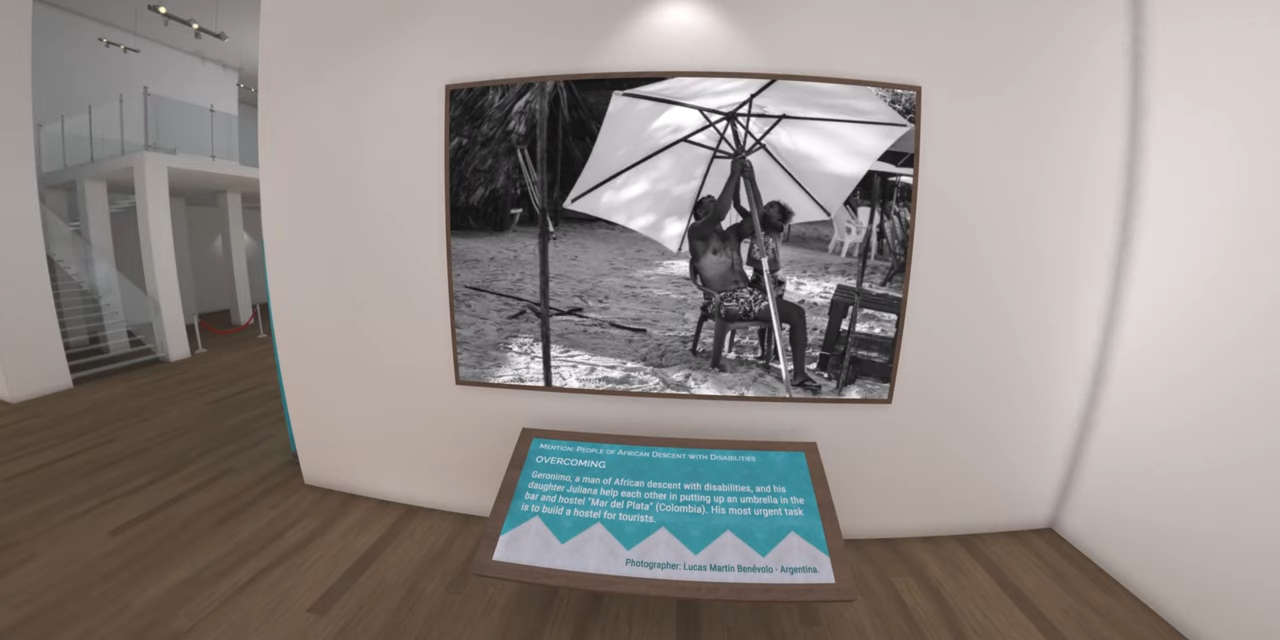 Mention: People of African Descent with Disabilities
OVERCOMING
Geronimo, a man of African descent with disabilities, and his
daughter Juliana help each other in putting up an umbrella in the
bar and hostel "Mar del Plata" (Colombia). His most urgent task
is to build a hostel for tourists.
Photographer: Lucas Martín Benévolo - Argentina.